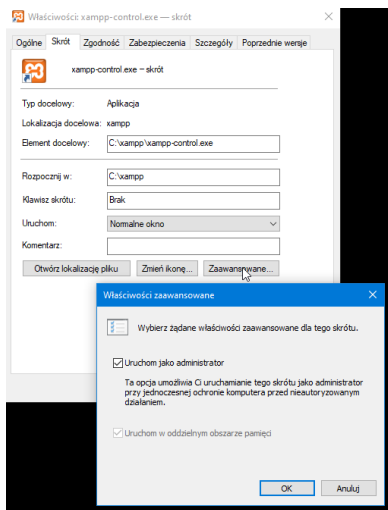 Właściwości: xampp-control.exe — skrót
Ogólne Skrót Zgodność Zabezpieczenia Szczegóły Poprzednie wersje
xampp-control.exe – skrót
Typ docelowy: Aplikacja
Lokalizacja docelowa: xampp
Element docelowy: C:\xampp\xampp-control.exe
Rozpocznij w: C:\xampp
Klawisz skrótu: Brak
Uruchom: Normalne okno
Komentarz:
Otwórz lokalizację pliku Zmień ikonę... Zaawansowane...
Właściwości zaawansowane
Wybierz żądane właściwości zaawansowane dla tego skrótu.
Uruchom jako administrator
Ta opcja umożliwia Ci uruchamianie tego skrótu jako administrator
przy jednoczesnej ochronie komputera przed nieautoryzowanym
działaniem.
Uruchom w oddzielnym obszarze pamięci
OK Anuluj